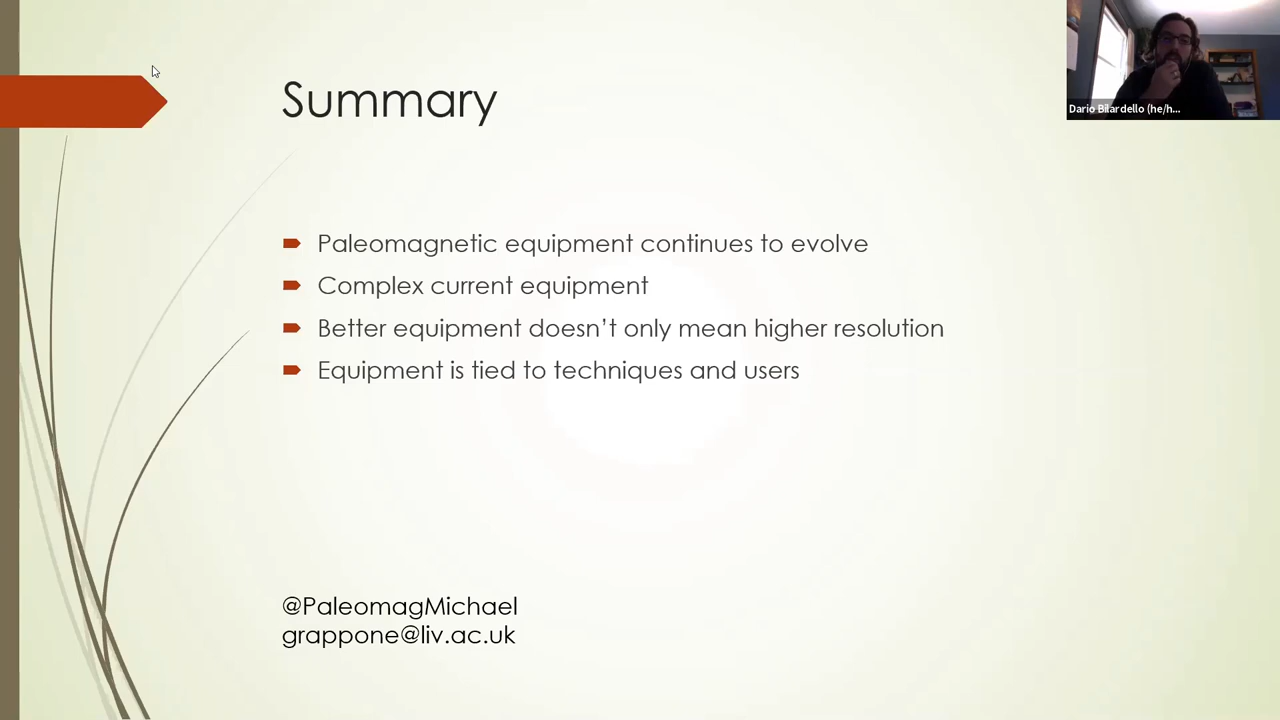 Summary
Dario Bilardello (he/h...
Paleomagnetic equipment continues to evolve
Complex current equipment
Better equipment doesn’t only mean higher resolution
Equipment is tied to techniques and users
@PaleomagMichael
grappone@liv.ac.uk